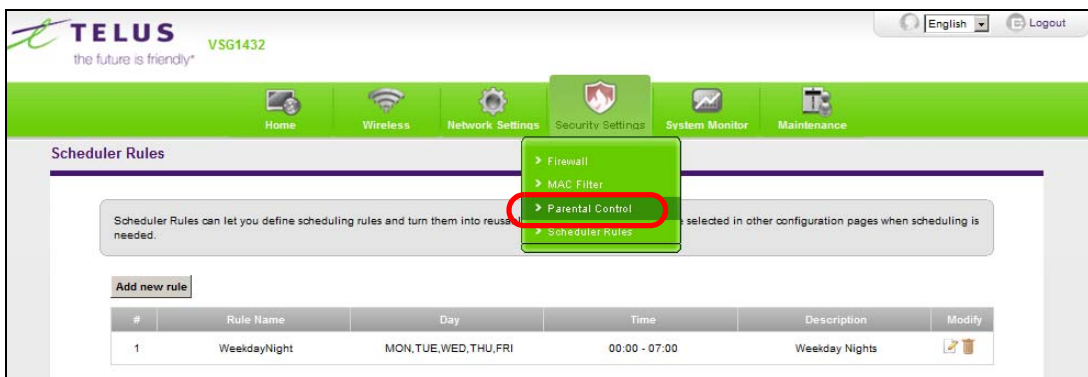 TELUS
the future is friendly*
VSG1432
English
Logout
Home
Wireless
Network Settings
Security Settings
System Monitor
Maintenance
Scheduler Rules
> Firewall
> MAC Filter
> Parental Control
> Scheduler Rules
Scheduler Rules can let you define scheduling rules and turn them into selected in other configuration pages when scheduling is
needed.
Add new rule
# Rule Name Day Time Description Modify
1 WeekdayNight MON,TUE,WED,THU,FRI 00:00 - 07:00 Weekday Nights